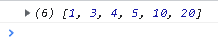 (6) [1, 3, 4, 5, 10, 20]